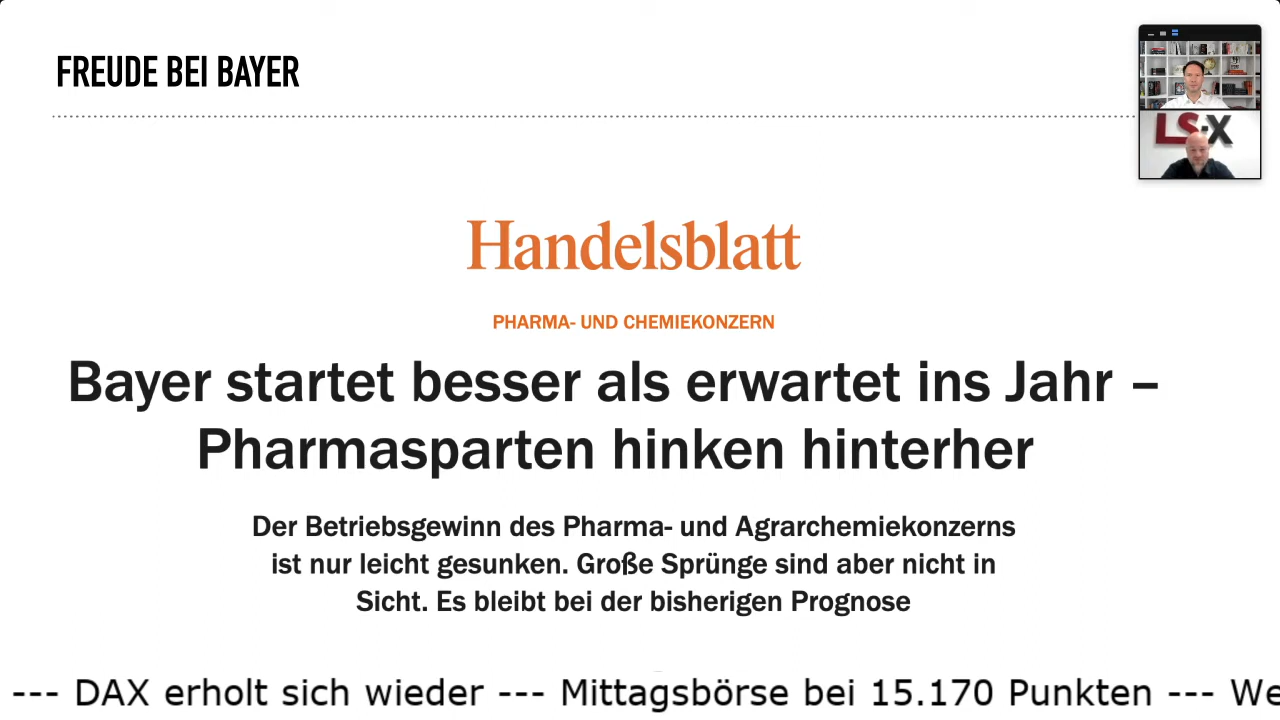 FREUDE BEI BAYER
LS-X
Handelsblatt
PHARMA- UND CHEMIEKONZERN
Bayer startet besser als erwartet ins Jahr –
Pharmasparten hinken hinterher
Der Betriebsgewinn des Pharma- und Agrarchemiekonzerns
ist nur leicht gesunken. Große Sprünge sind aber nicht in
Sicht. Es bleibt bei der bisherigen Prognose
--- DAX erholt sich wieder --- Mittagsbörse bei 15.170 Punkten --- We